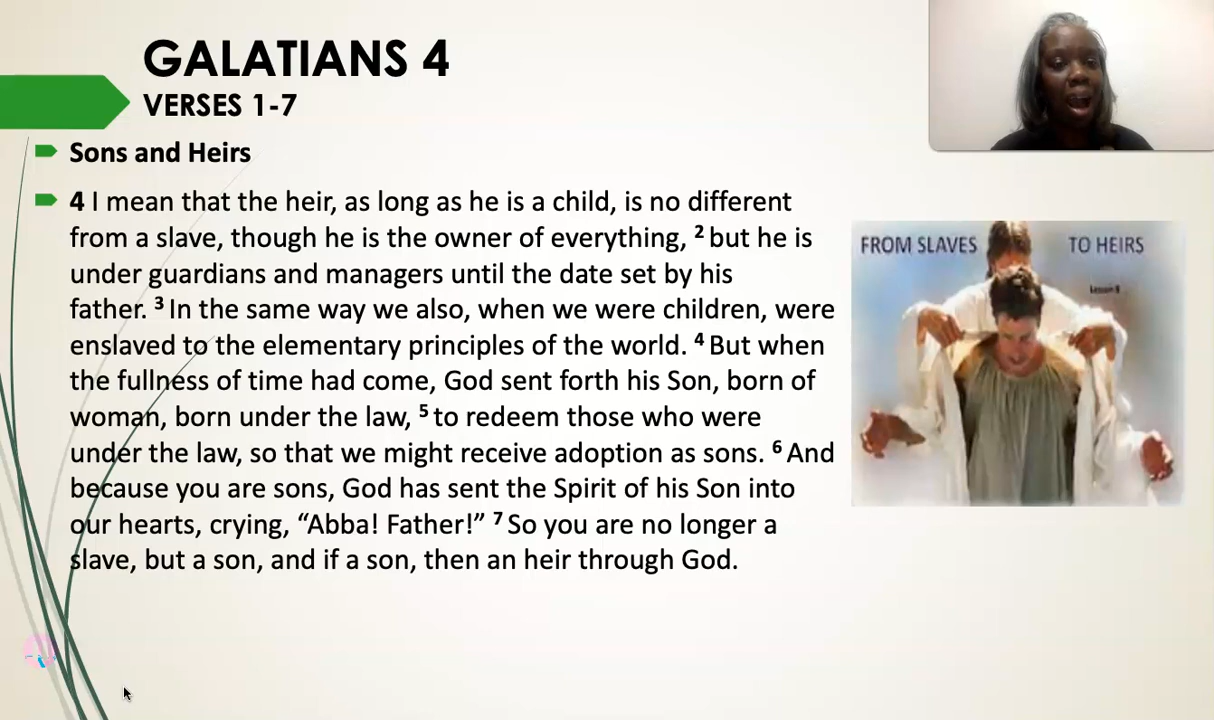 GALATIANS 4
VERSES 1-7
Sons and Heirs
4 I mean that the heir, as long as he is a child, is no different
from a slave, though he is the owner of everything, 2 but he is
under guardians and managers until the date set by his
father. 3 In the same way we also, when we were children, were
enslaved to the elementary principles of the world. 4 But when
the fullness of time had come, God sent forth his Son, born of
woman, born under the law, 5 to redeem those who were
under the law, so that we might receive adoption as sons. 6 And
because you are sons, God has sent the Spirit of his Son into
our hearts, crying, “Abba! Father!” 7 So you are no longer a
slave, but a son, and if a son, then an heir through God.
FROM SLAVES TO HEIRS
Lesson 8